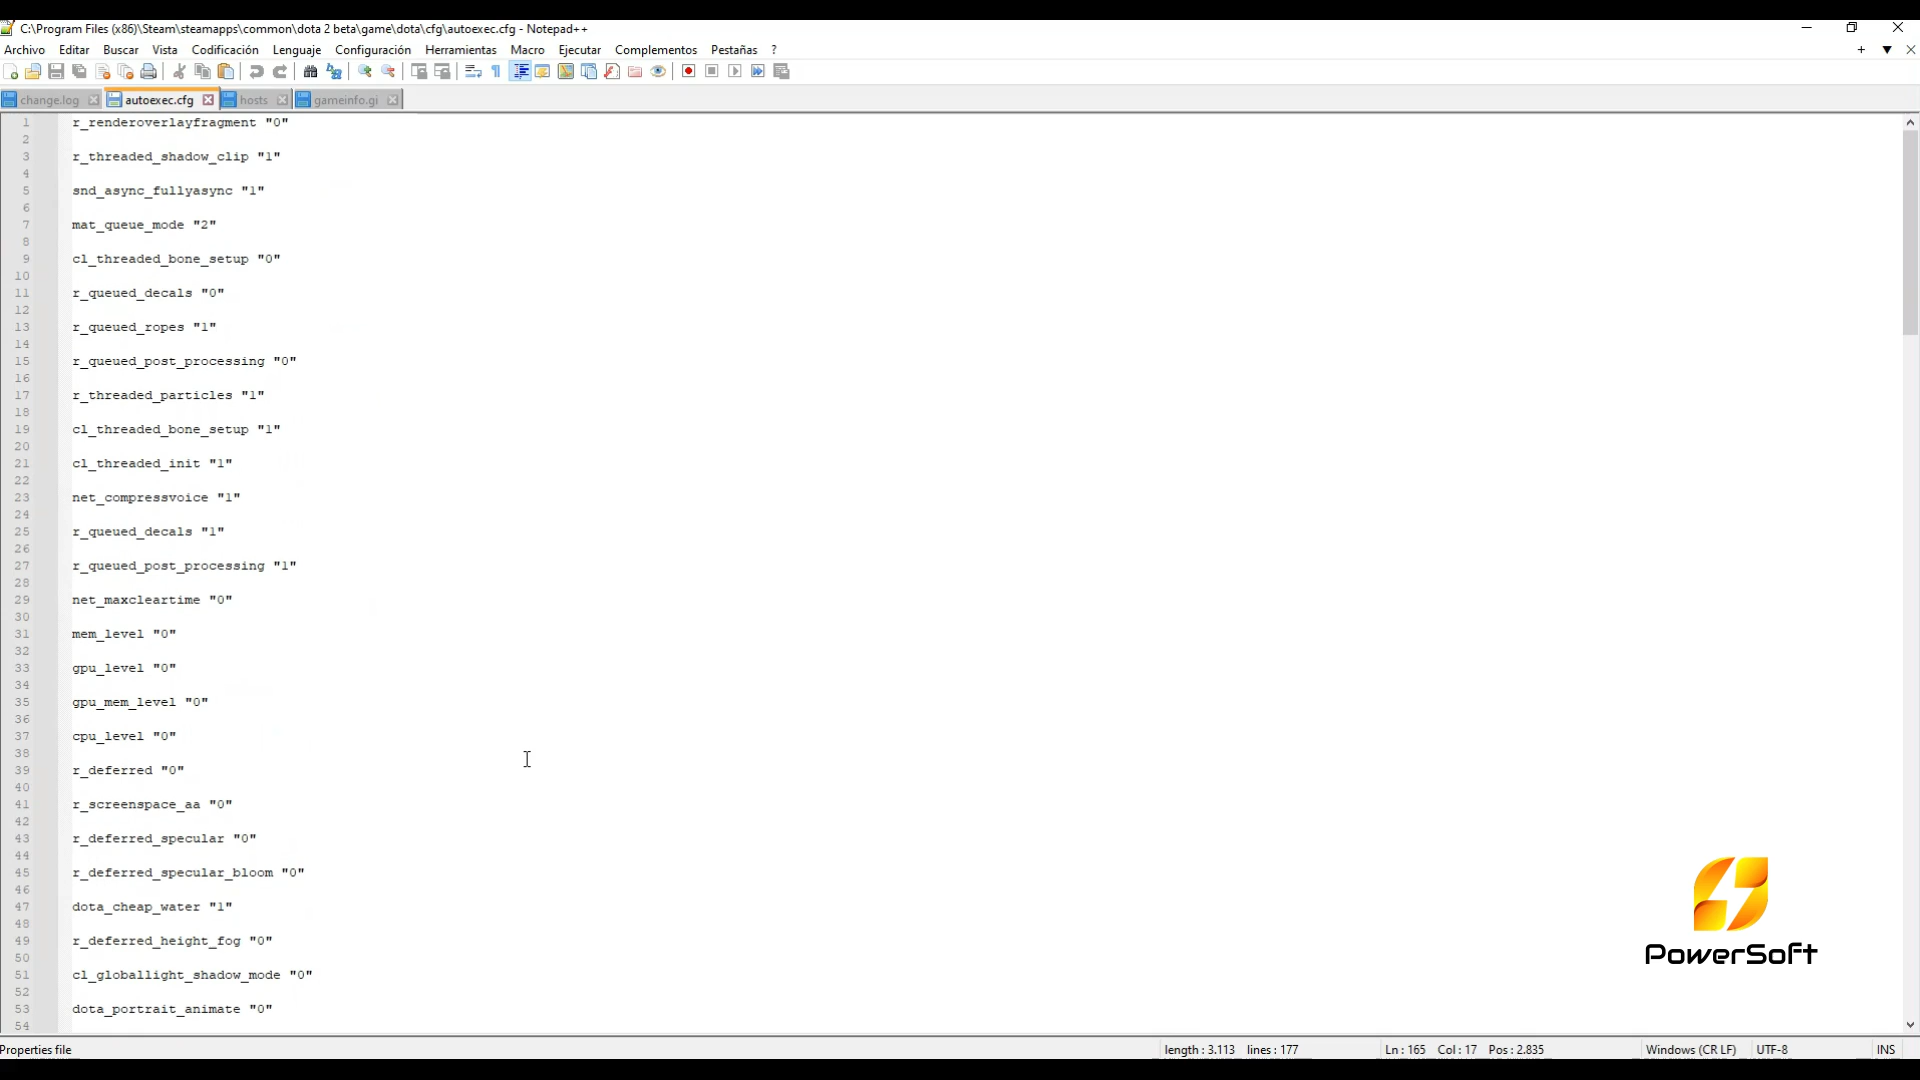 C:\Program Files (x86)\Steam\steamapps\common\dota 2 beta\game\dota\cfg\autoexec.cfg - Notepad++
Archivo Editar Buscar Vista Codificación Lenguaje Configuración Herramientas Macro Ejecutar Complementos Pestañas ?
change.log autoexec.cfg hosts gameinfo.gi
1 r_renderoverlayfragment "0"
2
3 r_threaded_shadow_clip "1"
4
5 snd_async_fullyasync "1"
6
7 mat_queue_mode "2"
8
9 cl_threaded_bone_setup "0"
10
11 r_queued_decals "0"
12
13 r_queued_ropes "1"
14
15 r_queued_post_processing "0"
16
17 r_threaded_particles "1"
18
19 cl_threaded_bone_setup "1"
20
21 cl_threaded_init "1"
22
23 net_compressvoice "1"
24
25 r_queued_decals "1"
26
27 r_queued_post_processing "1"
28
29 net_maxcleartime "0"
30
31 mem_level "0"
32
33 gpu_level "0"
34
35 gpu_mem_level "0"
36
37 cpu_level "0"
38
39 r_deferred "0"
40
41 r_screenspace_aa "0"
42
43 r_deferred_specular "0"
44
45 r_deferred_specular_bloom "0"
46
47 dota_cheap_water "1"
48
49 r_deferred_height_fog "0"
50
51 cl_globallight_shadow_mode "0"
52
53 dota_portrait_animate "0"
54
PowerSoft
Properties file length : 3.113 lines : 177 Ln : 165 Col : 17 Pos : 2.835 Windows (CR LF) UTF-8 INS